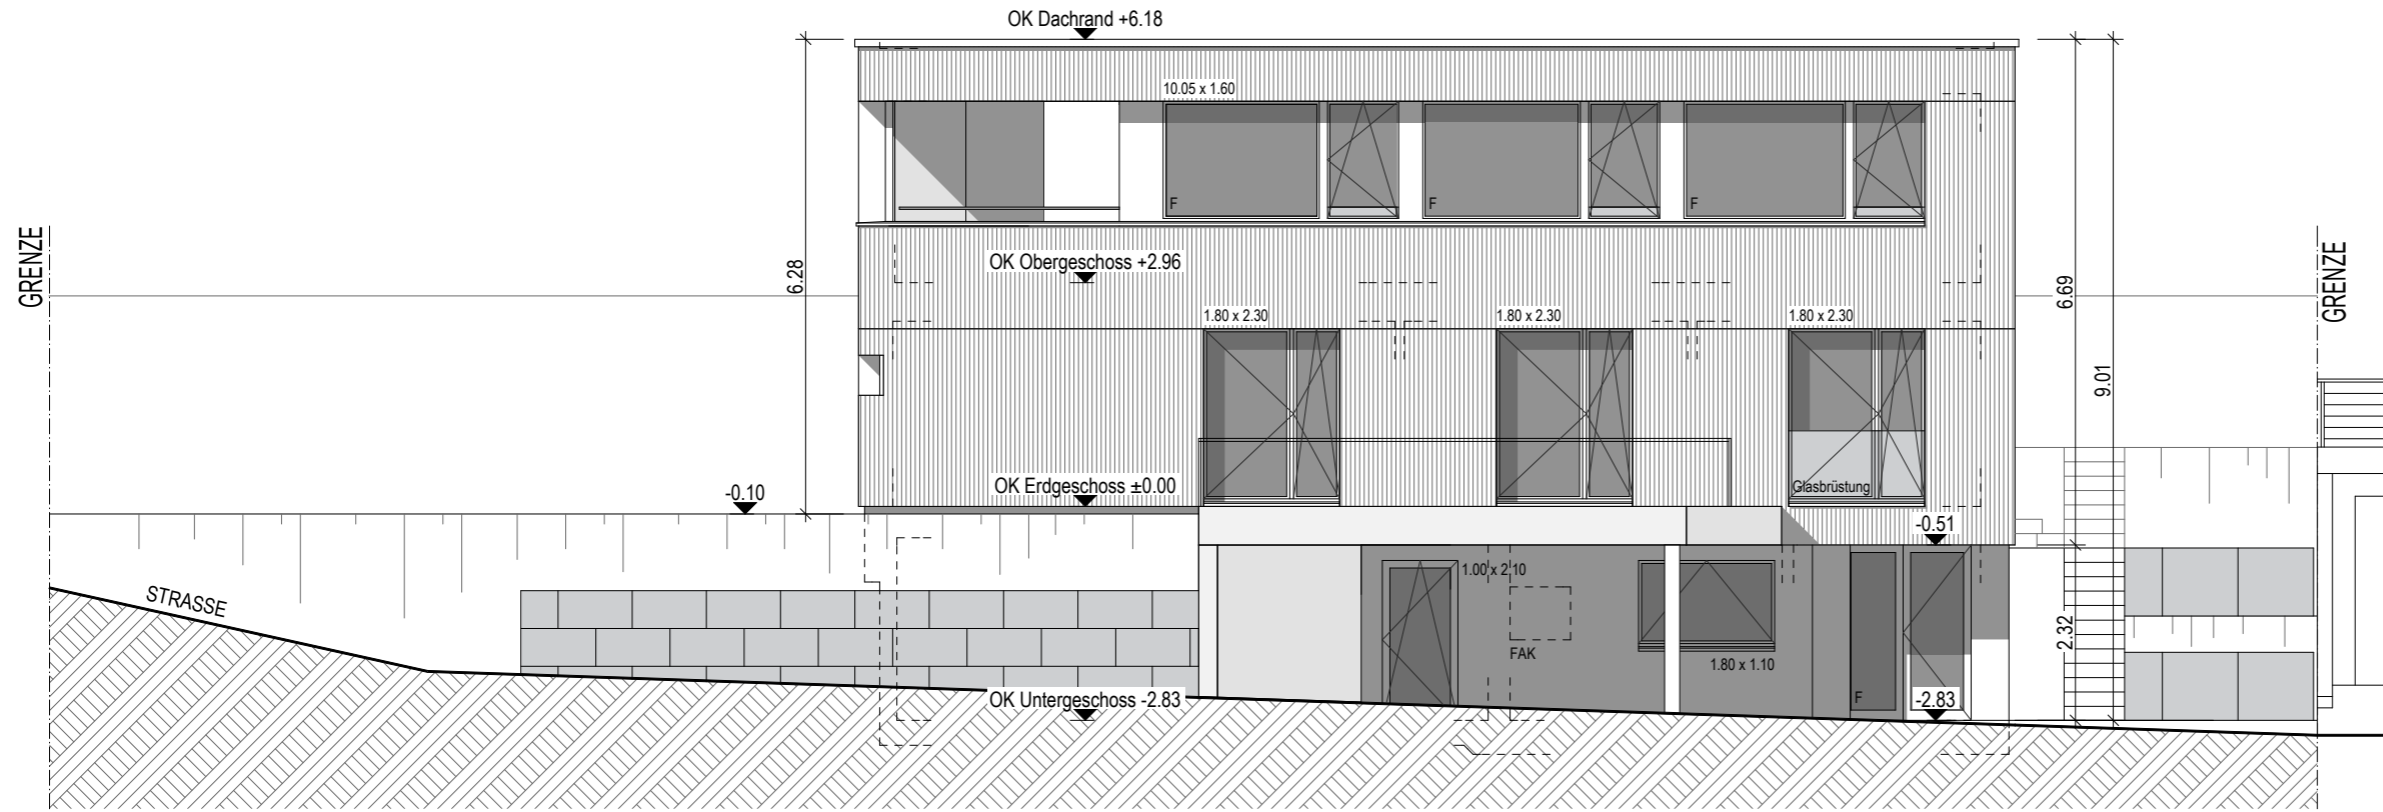 OK Dachrand +6.18
10.05 x 1.60
F
F
F
GRENZE
GRENZE
6.28
OK Obergeschoss +2.96
6.69
9.01
1.80 x 2.30
1.80 x 2.30
1.80 x 2.30
-0.10
OK Erdgeschoss ±0.00
Glasbrüstung
-0.51
STRASSE
1.00 x 2.10
2.32
FAK
1.80 x 1.10
OK Untergeschoss -2.83
F
-2.83